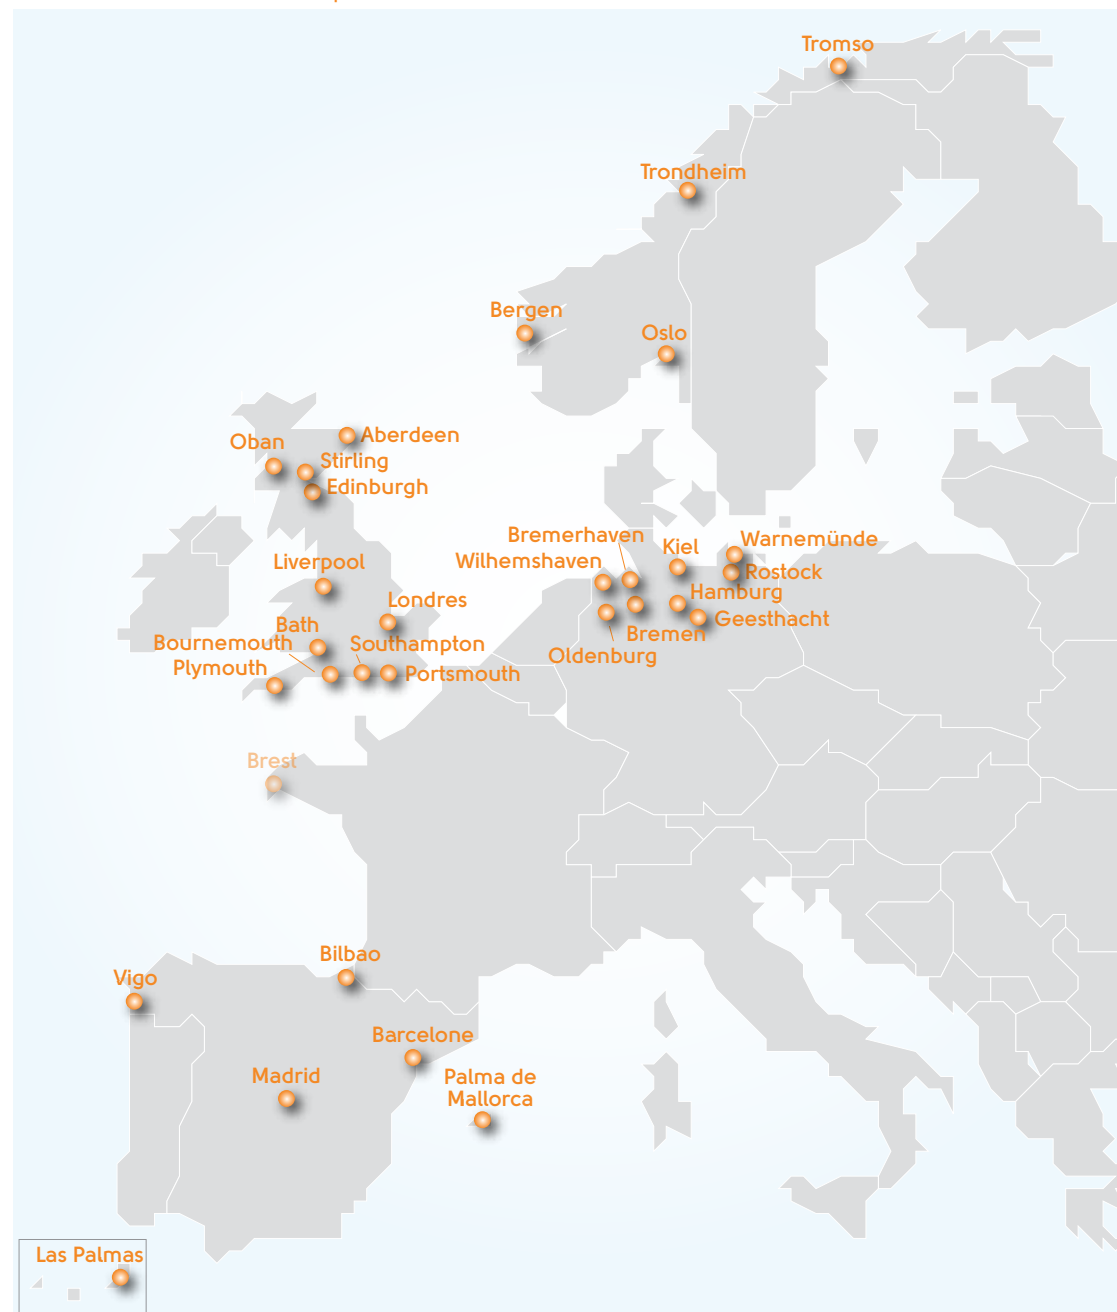 Tromso
Trondheim
Bergen
Oslo
Aberdeen
Oban
Stirling
Edinburgh
Bremerhaven
Warnemünde
Kiel
Wilhemshaven
Liverpool
Rostock
Hamburg
Londres
Geesthacht
Bath
Bremen
Bournemouth
Southampton
Oldenburg
Plymouth
Portsmouth
Brest
Bilbao
Vigo
Barcelone
Madrid
Palma de
Mallorca
Las Palmas